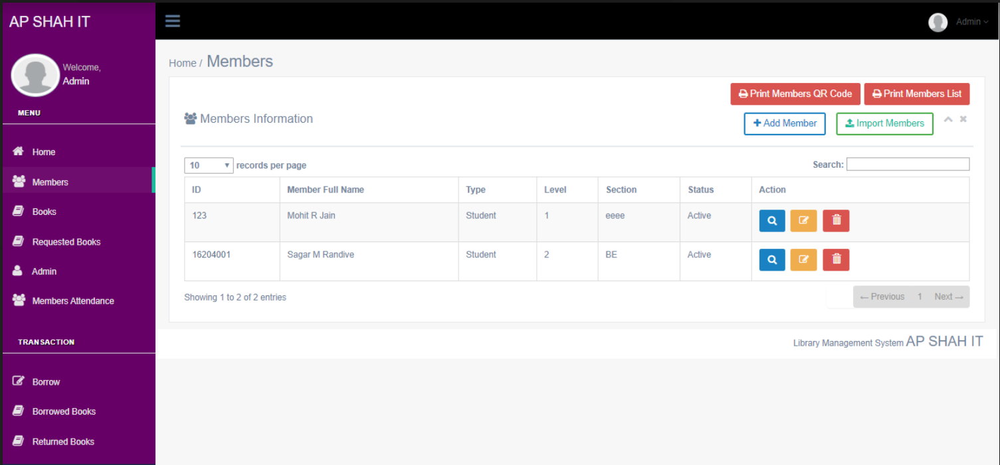 AP SHAH IT
Admin
Welcome,
Admin
MENU
Home
Members
Books
Requested Books
Admin
Members Attendance
TRANSACTION
Borrow
Borrowed Books
Returned Books
Home / Members
Print Members QR Code Print Members List
Members Information
+ Add Member Import Members
10 records per page Search:
ID Member Full Name Type Level Section Status Action
123 Mohit R Jain Student 1 eeee Active
16204001 Sagar M Randive Student 2 BE Active
Showing 1 to 2 of 2 entries
← Previous 1 Next →
Library Management System AP SHAH IT